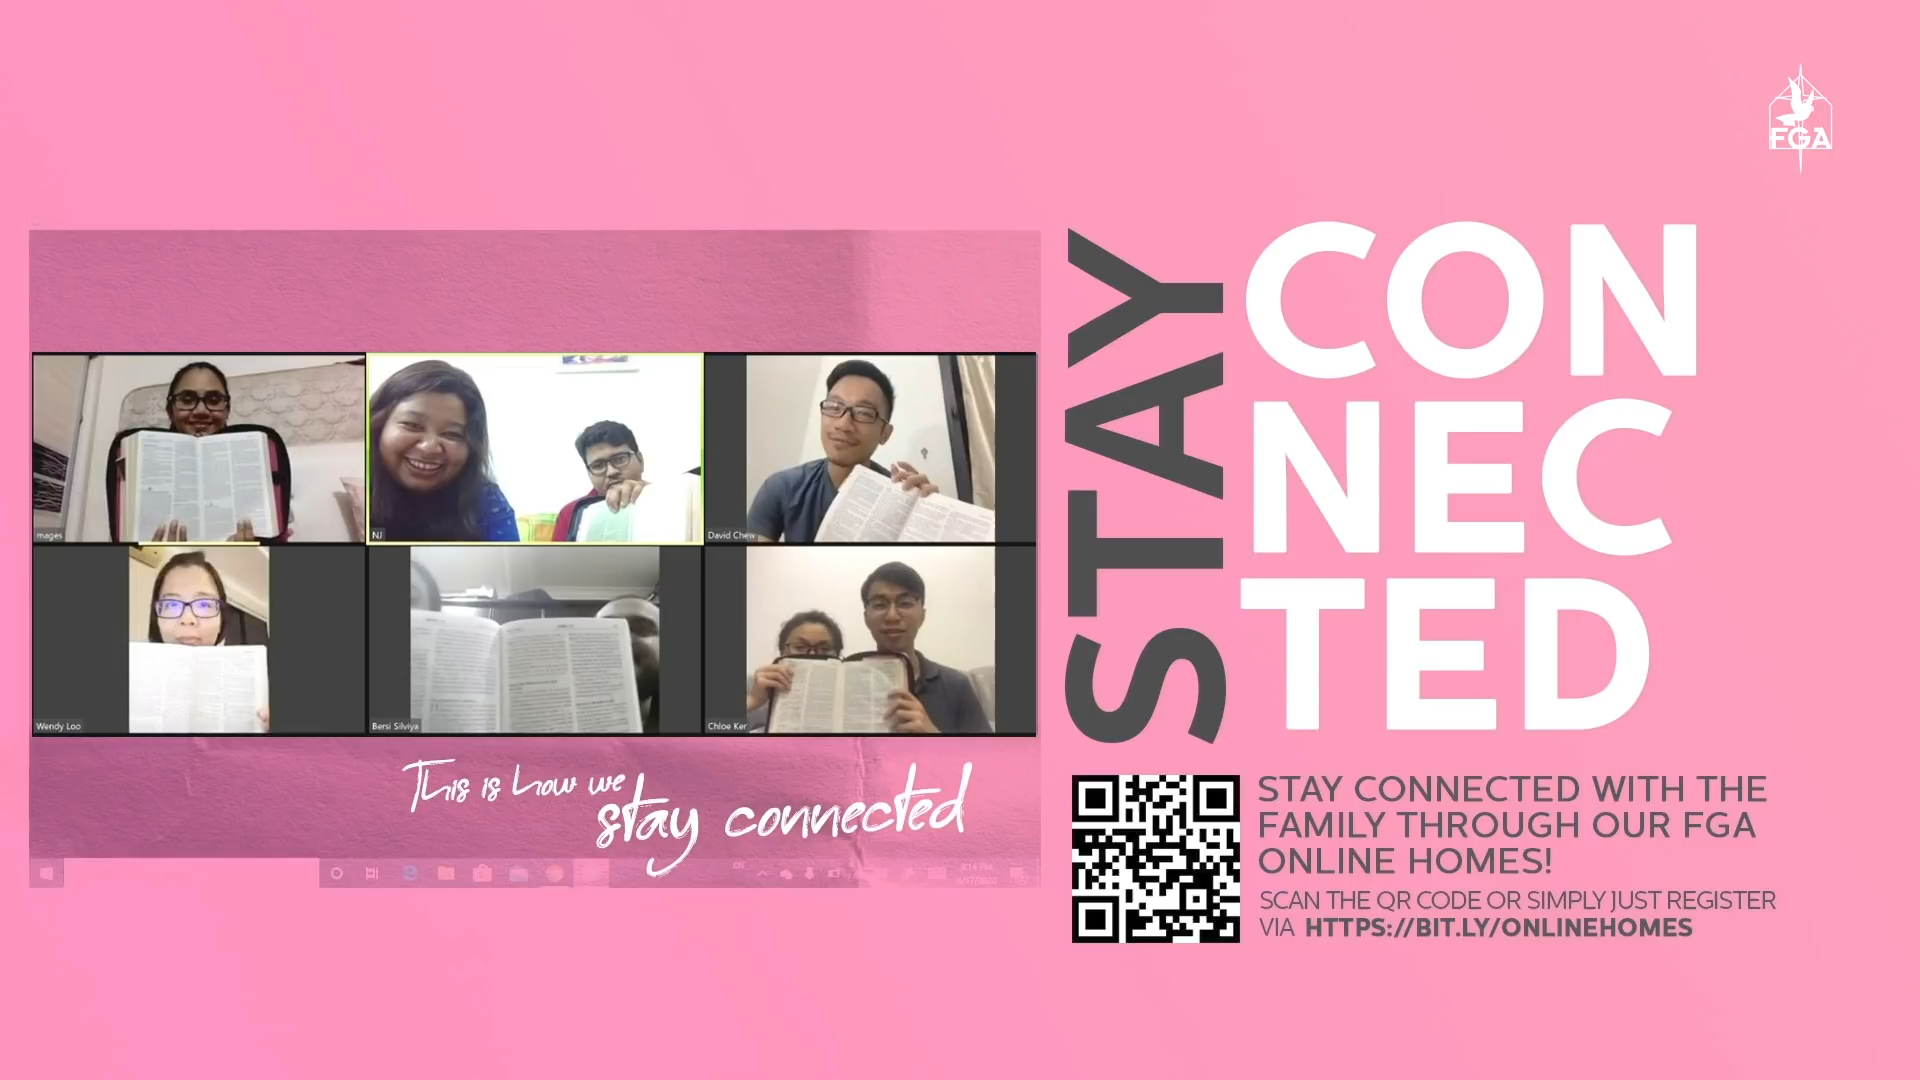 FGA
STAY
CON
NEC
TED
mages
NJ
David Chew
Wendy Loo
Bersi Silviya
Chloe Ker
This is how we
stay connected
STAY CONNECTED WITH THE
FAMILY THROUGH OUR FGA
ONLINE HOMES!
SCAN THE QR CODE OR SIMPLY JUST REGISTER
VIA HTTPS://BIT.LY/ONLINEHOMES